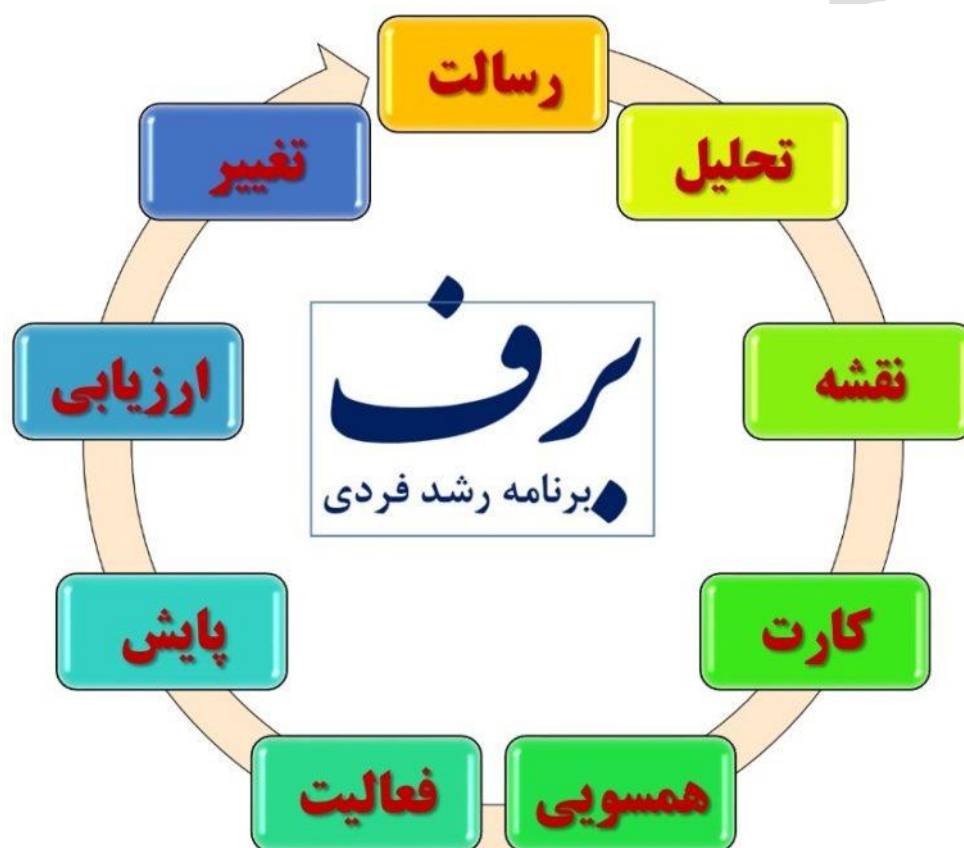 رسالت
تحلیل
نقشه
کارت
همسویی
فعالیت
پایش
ارزیابی
تغییر
برف
برنامه رشد فردی